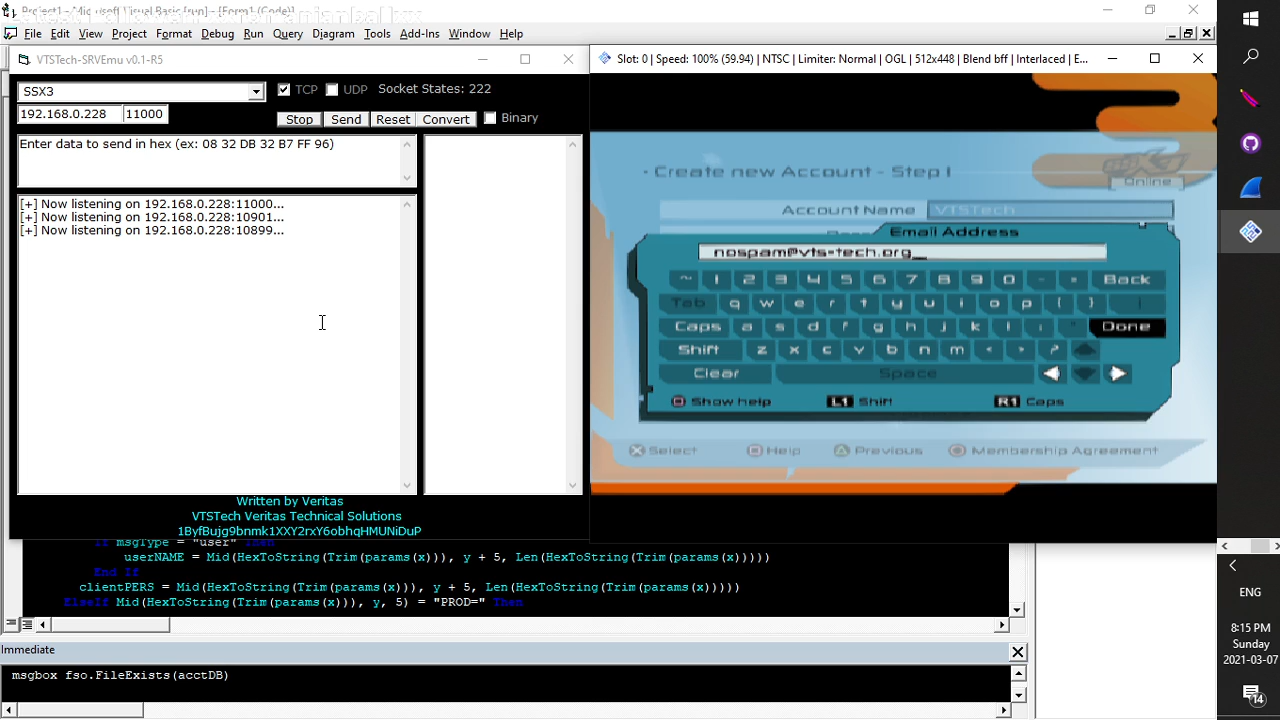 Project1 - Microsoft Visual Basic [run] - [Form1 (Code)]
File Edit View Project Format Debug Run Query Diagram Tools Add-Ins Window Help
VTSTech-SRVEmu v0.1-R5
SSX3
TCP UDP Socket States: 222
192.168.0.228 11000
Stop Send Reset Convert Binary
Enter data to send in hex (ex: 08 32 DB 32 B7 FF 96)
[+] Now listening on 192.168.0.228:11000...
[+] Now listening on 192.168.0.228:10901...
[+] Now listening on 192.168.0.228:10899...
Written by Veritas
VTSTech Veritas Technical Solutions
1ByfBujg9bnmk1XXY2rxY6obhqHMUNiDuP
Slot: 0 | Speed: 100% (59.94) | NTSC | Limiter: Normal | OGL | 512x448 | Blend bff | Interlaced | E...
- Create new Account - Step 1
Online
Account Name VTSTech
Email Address
nospam@vts-tech.org_
~ 1 2 3 4 5 6 7 8 9 0 - = Back
Tab q w e r t y u i o p [ ] \
Caps a s d f g h j k l ; " Done
Shift z x c v b n m < > ?
Clear Space
Show help L1 Shift R1 Caps
Select Help Previous Membership Agreement
If msgType = "user" Then
userNAME = Mid(HexToString(Trim(params(x))), y + 5, Len(HexToString(Trim(params(x)))))
End If
clientPERS = Mid(HexToString(Trim(params(x))), y + 5, Len(HexToString(Trim(params(x)))))
ElseIf Mid(HexToString(Trim(params(x))), y, 5) = "PROD=" Then
Immediate
msgbox fso.FileExists(acctDB)
ENG
8:15 PM
Sunday
2021-03-07
14